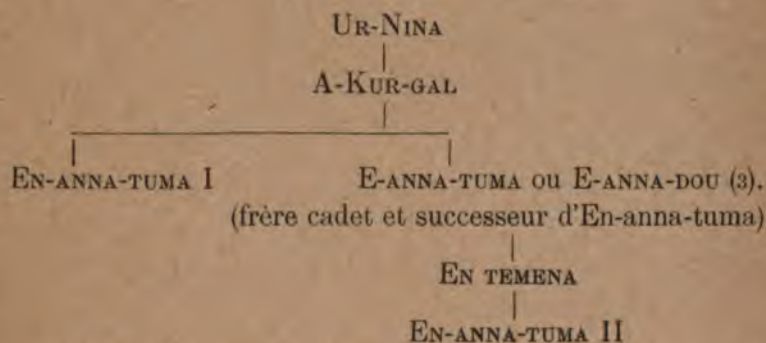 UR-NINA
A-KUR-GAL
EN-ANNA-TUMA I E-ANNA-TUMA OU E-ANNA-DOU (3).
(frère cadet et successeur d'En-anna-tuma)
EN TEMENA
EN-ANNA-TUMA II